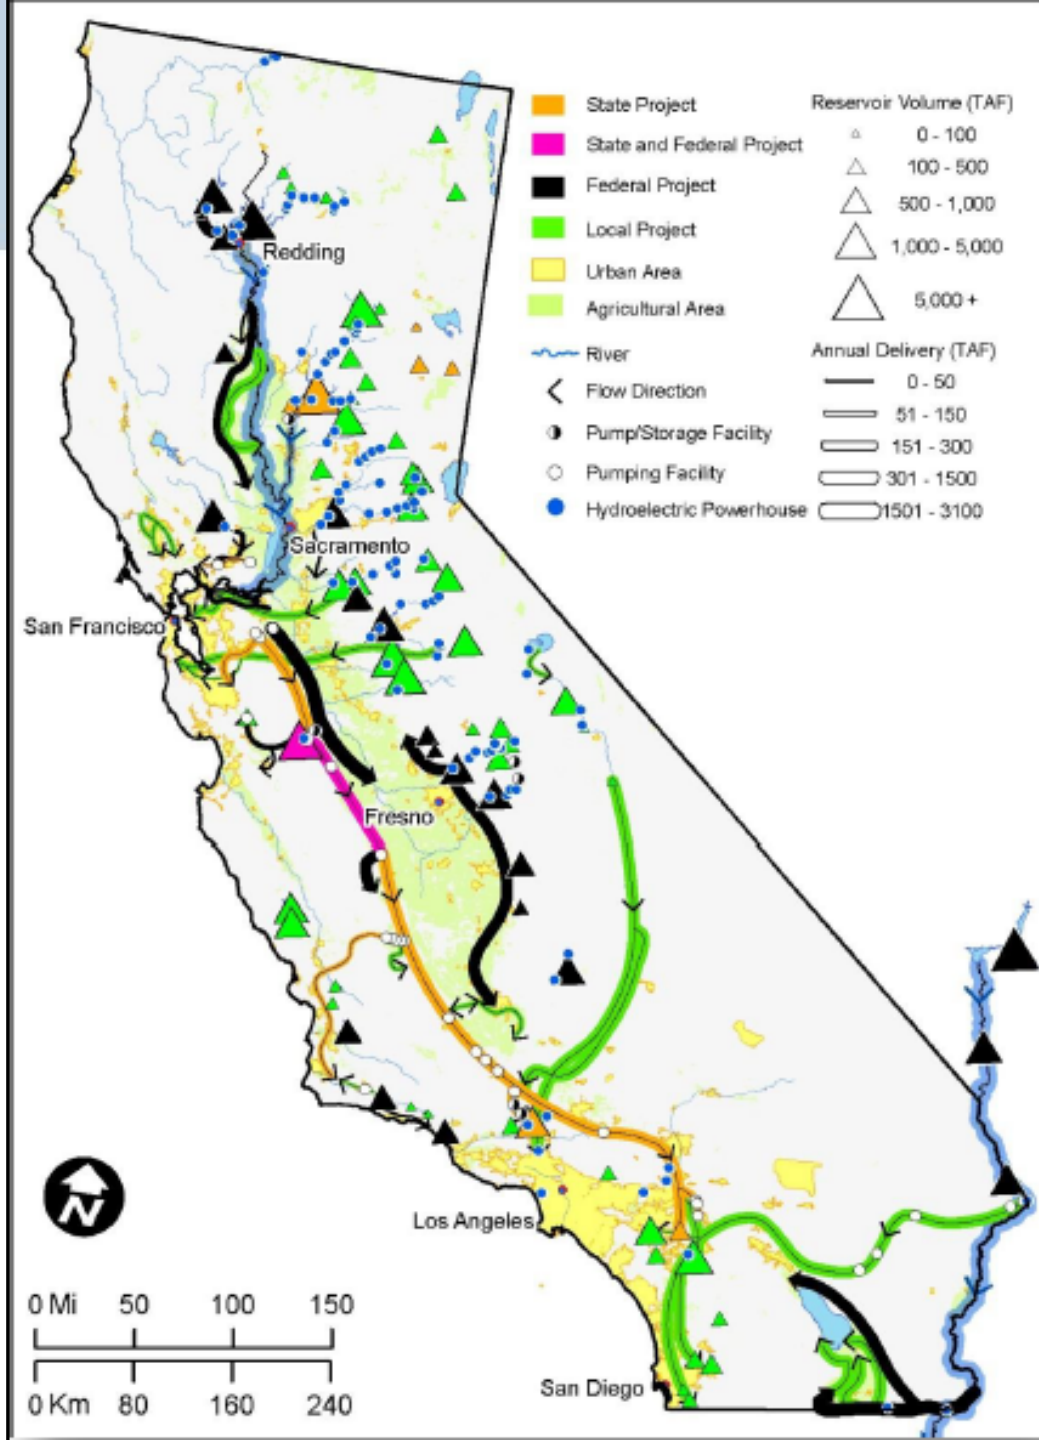 State Project
State and Federal Project
Federal Project
Local Project
Urban Area
Agricultural Area
River
Flow Direction
Pump/Storage Facility
Pumping Facility
Hydroelectric Powerhouse
Reservoir Volume (TAF)
0 - 100
100 - 500
500 - 1,000
1,000 - 5,000
5,000 +
Annual Delivery (TAF)
0 - 50
51 - 150
151 - 300
301 - 1500
1501 - 3100
Redding
Sacramento
San Francisco
Fresno
Los Angeles
San Diego
N
0 Mi 50 100 150
0 Km 80 160 240